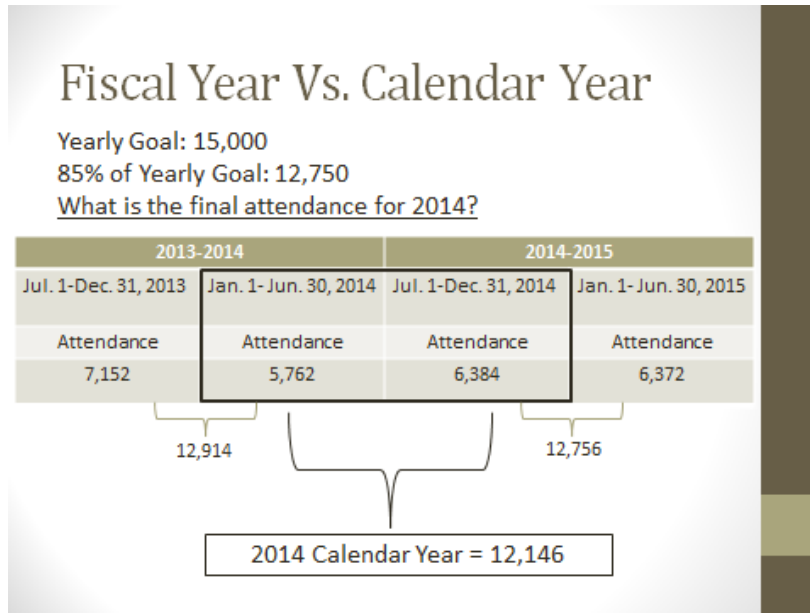 Fiscal Year Vs. Calendar Year
Yearly Goal: 15,000
85% of Yearly Goal: 12,750
What is the final attendance for 2014?
2013-2014 2014-2015
Jul. 1-Dec. 31, 2013 Jan. 1- Jun. 30, 2014 Jul. 1-Dec. 31, 2014 Jan. 1- Jun. 30, 2015
Attendance Attendance Attendance Attendance
7,152 5,762 6,384 6,372
12,914 12,756
2014 Calendar Year = 12,146